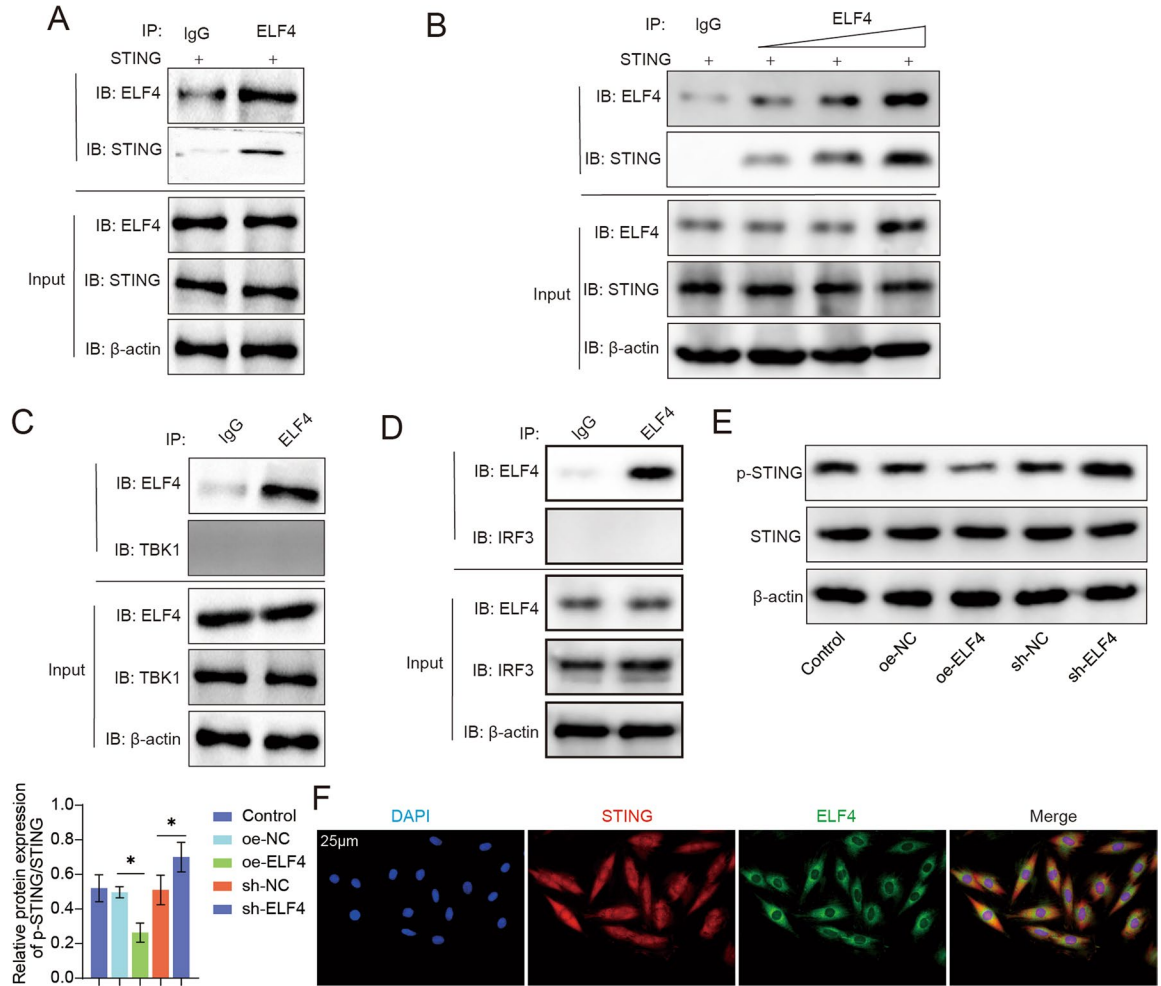 A
IP: IgG ELF4
STING + +
IB: ELF4
IB: STING
IB: ELF4
Input IB: STING
IB: β-actin
B
IP: IgG ELF4
STING + + + +
IB: ELF4
IB: STING
IB: ELF4
Input IB: STING
IB: β-actin
C
IP: IgG ELF4
IB: ELF4
IB: TBK1
IB: ELF4
Input IB: TBK1
IB: β-actin
D
IP: IgG ELF4
IB: ELF4
IB: IRF3
IB: ELF4
Input IB: IRF3
IB: β-actin
E
p-STING
STING
β-actin
Control oe-NC oe-ELF4 sh-NC sh-ELF4
Relative protein expression
of p-STING/STING
1.0
0.8
0.6
0.4
0.2
0.0
* *
Control
oe-NC
oe-ELF4
sh-NC
sh-ELF4
F
DAPI STING ELF4 Merge
25μm